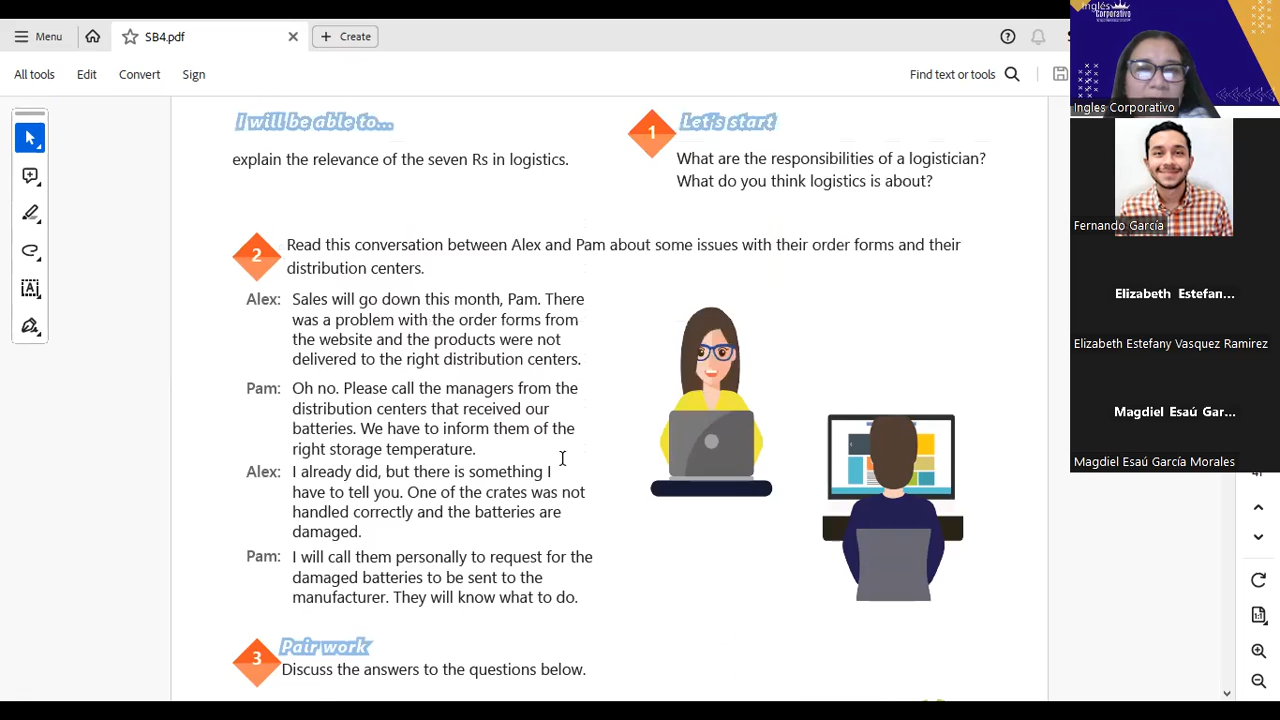 Menu
SB4.pdf
Create
All tools
Edit
Convert
Sign
Find text or tools
I will be able to...
explain the relevance of the seven Rs in logistics.
1
Let's start
What are the responsibilities of a logistician?
What do you think logistics is about?
2
Read this conversation between Alex and Pam about some issues with their order forms and their
distribution centers.
Alex: Sales will go down this month, Pam. There
was a problem with the order forms from
the website and the products were not
delivered to the right distribution centers.
Pam: Oh no. Please call the managers from the
distribution centers that received our
batteries. We have to inform them of the
right storage temperature.
Alex: I already did, but there is something I
have to tell you. One of the crates was not
handled correctly and the batteries are
damaged.
Pam: I will call them personally to request for the
damaged batteries to be sent to the
manufacturer. They will know what to do.
3
Pair work
Discuss the answers to the questions below.
Inglés
Corporativo
Ingles Corporativo
Fernando García
Elizabeth Estefan...
Elizabeth Estefany Vasquez Ramirez
Magdiel Esaú Gar...
Magdiel Esaú García Morales